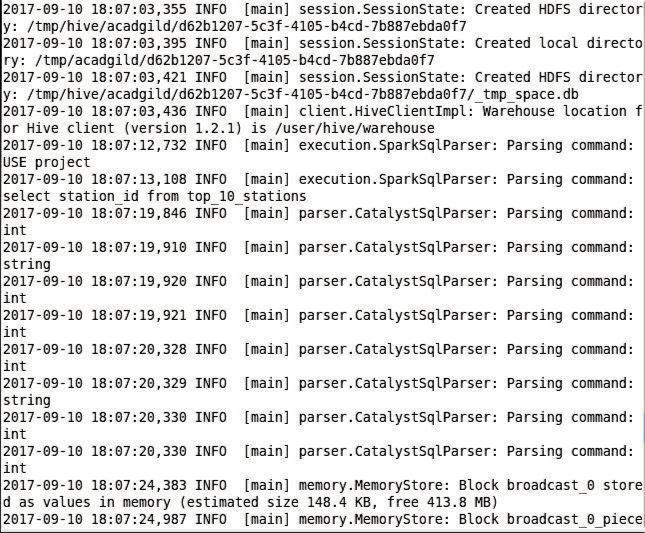 2017-09-10 18:07:03,355 INFO  [main] session.SessionState: Created HDFS director
y: /tmp/hive/acadgild/d62b1207-5c3f-4105-b4cd-7b887ebda0f7
2017-09-10 18:07:03,395 INFO  [main] session.SessionState: Created local directo
ry: /tmp/acadgild/d62b1207-5c3f-4105-b4cd-7b887ebda0f7
2017-09-10 18:07:03,421 INFO  [main] session.SessionState: Created HDFS director
y: /tmp/hive/acadgild/d62b1207-5c3f-4105-b4cd-7b887ebda0f7/_tmp_space.db
2017-09-10 18:07:03,436 INFO  [main] client.HiveClientImpl: Warehouse location f
or Hive client (version 1.2.1) is /user/hive/warehouse
2017-09-10 18:07:12,732 INFO  [main] execution.SparkSqlParser: Parsing command:
USE project
2017-09-10 18:07:13,108 INFO  [main] execution.SparkSqlParser: Parsing command:
select station_id from top_10_stations
2017-09-10 18:07:19,846 INFO  [main] parser.CatalystSqlParser: Parsing command:
int
2017-09-10 18:07:19,910 INFO  [main] parser.CatalystSqlParser: Parsing command:
string
2017-09-10 18:07:19,920 INFO  [main] parser.CatalystSqlParser: Parsing command:
int
2017-09-10 18:07:19,921 INFO  [main] parser.CatalystSqlParser: Parsing command:
int
2017-09-10 18:07:20,328 INFO  [main] parser.CatalystSqlParser: Parsing command:
int
2017-09-10 18:07:20,329 INFO  [main] parser.CatalystSqlParser: Parsing command:
string
2017-09-10 18:07:20,330 INFO  [main] parser.CatalystSqlParser: Parsing command:
int
2017-09-10 18:07:20,330 INFO  [main] parser.CatalystSqlParser: Parsing command:
int
2017-09-10 18:07:24,383 INFO  [main] memory.MemoryStore: Block broadcast_0 store
d as values in memory (estimated size 148.4 KB, free 413.8 MB)
2017-09-10 18:07:24,987 INFO  [main] memory.MemoryStore: Block broadcast_0_piece